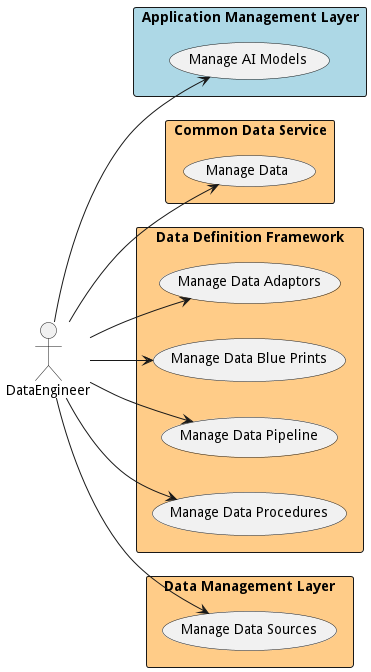 Application Management Layer
Manage AI Models
Common Data Service
Manage Data
Data Definition Framework
Manage Data Adaptors
Manage Data Blue Prints
DataEngineer
Manage Data Pipeline
Manage Data Procedures
Data Management Layer
Manage Data Sources